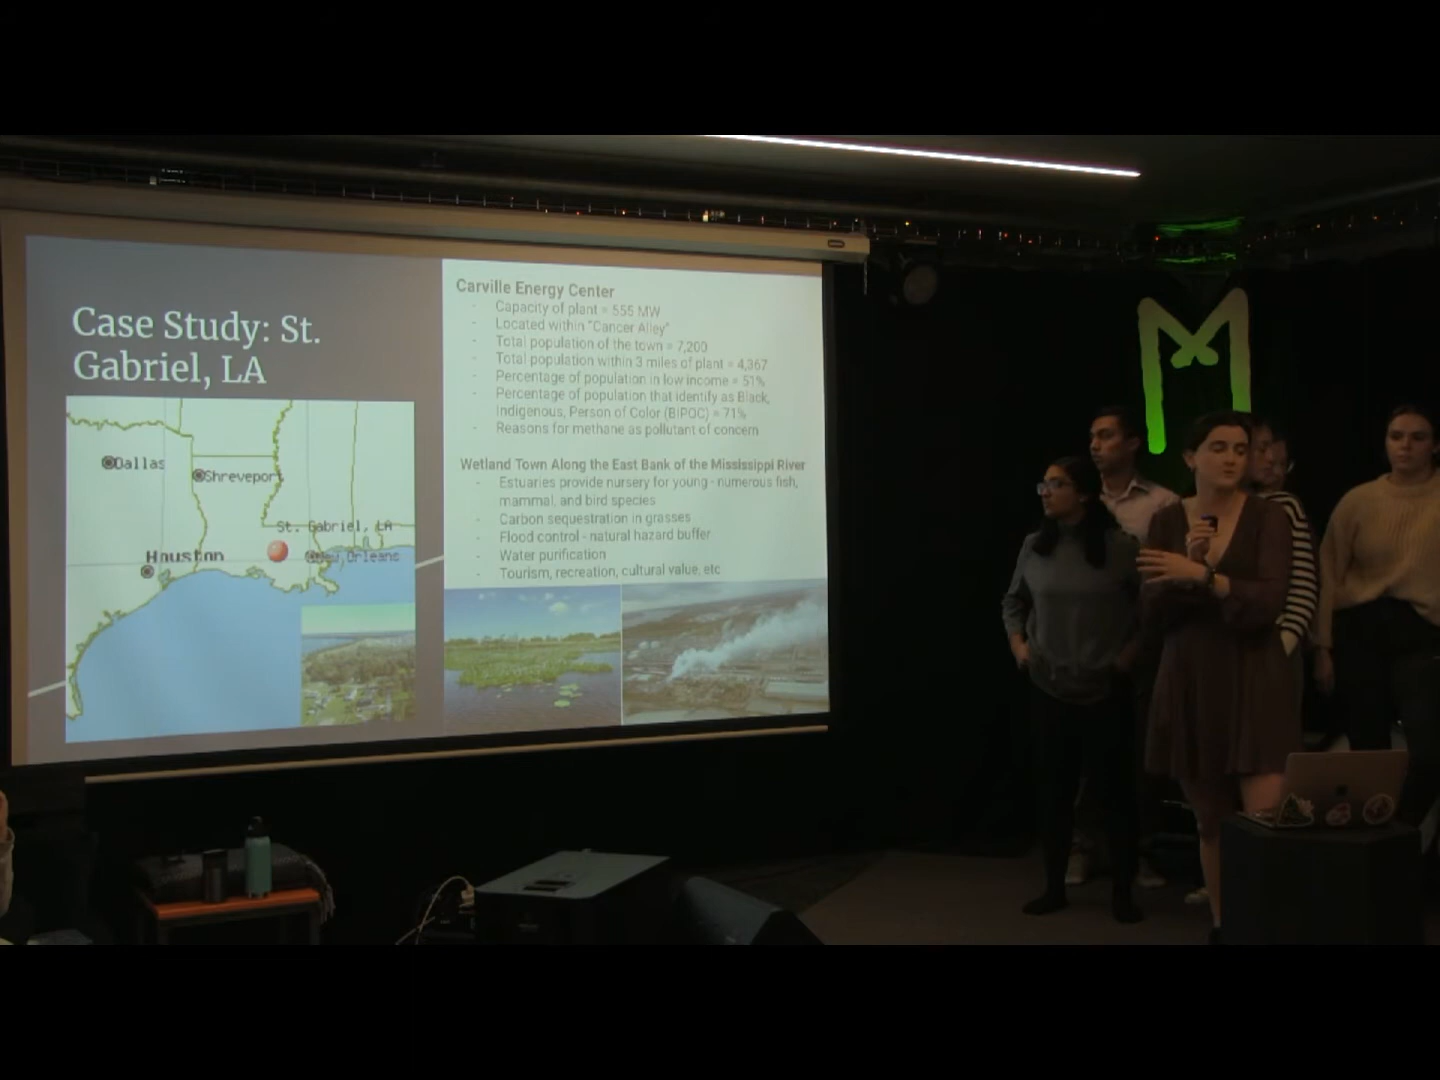 Case Study: St.
Gabriel, LA
Dallas
Shreveport
St. Gabriel, LA
Houston
New Orleans
Carville Energy Center
- Capacity of plant = 555 MW
- Located within "Cancer Alley"
- Total population of the town = 7,200
- Total population within 3 miles of plant = 4,367
- Percentage of population in low income = 51%
- Percentage of population that identify as Black,
Indigenous, Person of Color (BIPOC) = 71%
- Reasons for methane as pollutant of concern
Wetland Town Along the East Bank of the Mississippi River
- Estuaries provide nursery for young - numerous fish,
mammal, and bird species
- Carbon sequestration in grasses
- Flood control - natural hazard buffer
- Water purification
- Tourism, recreation, cultural value, etc
M